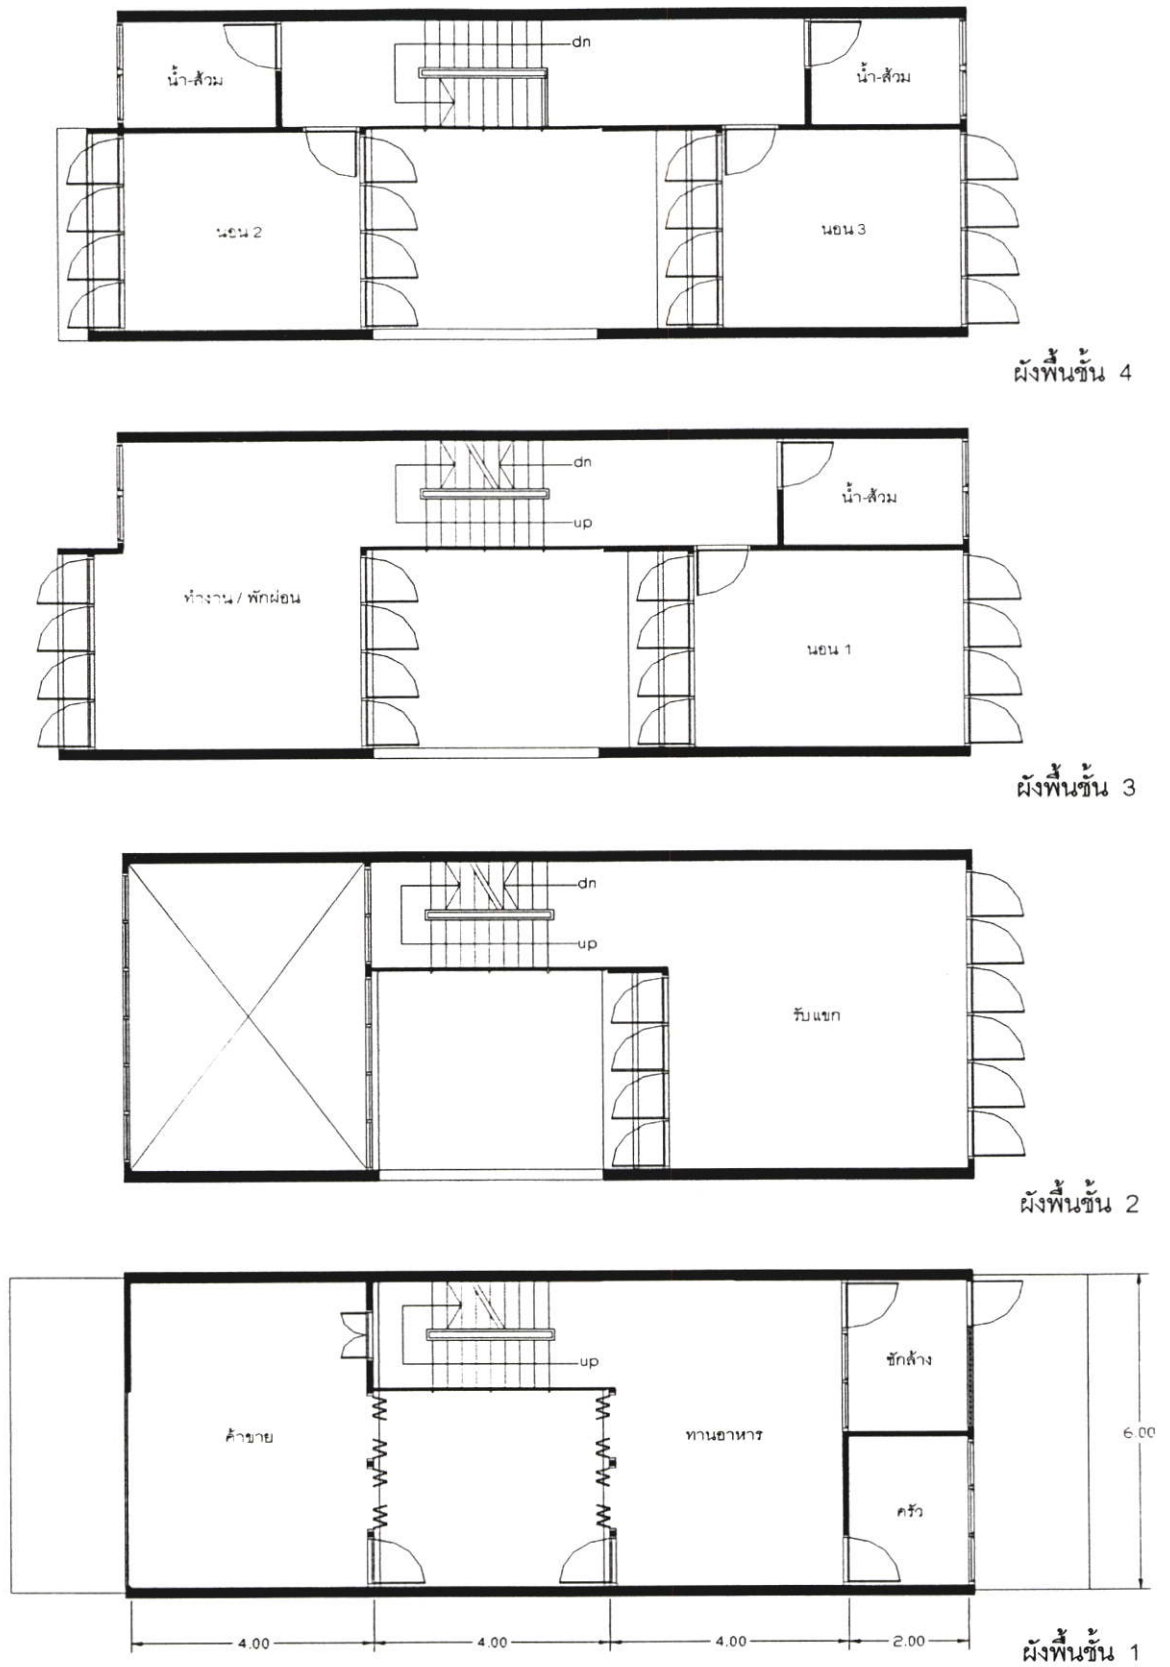 dn
น้ำ-ส้วม
น้ำ-ส้วม
นอน 2
นอน 3
ผังพื้นชั้น 4
dn
น้ำ-ส้วม
up
ทำงาน / พักผ่อน
นอน 1
ผังพื้นชั้น 3
dn
up
รับแขก
ผังพื้นชั้น 2
up
ซักล้าง
ค้าขาย
ทานอาหาร
6.00
ครัว
4.00
4.00
4.00
2.00
ผังพื้นชั้น 1